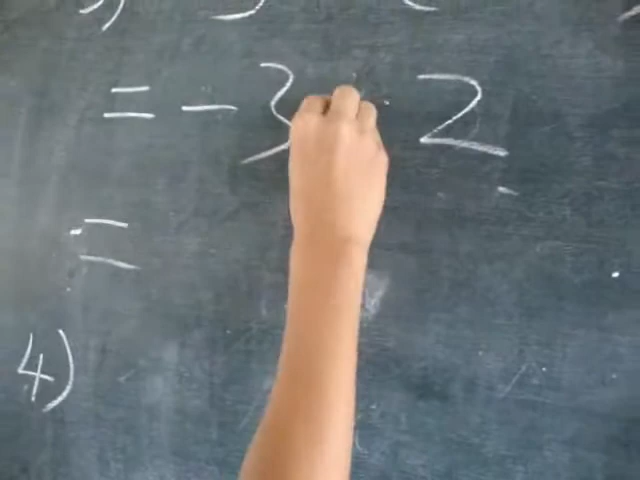 = - 3 2
=
4)